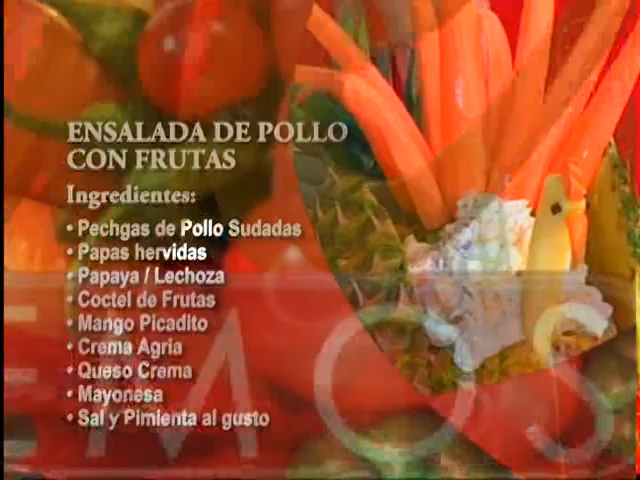 ENSALADA DE POLLO
CON FRUTAS
Ingredientes:
• Pechgas de Pollo Sudadas
• Papas hervidas
• Papaya / Lechoza
• Coctel de Frutas
• Mango Picadito
• Crema Agria
• Queso Crema
• Mayonesa
• Sal y Pimienta al gusto
EMOS